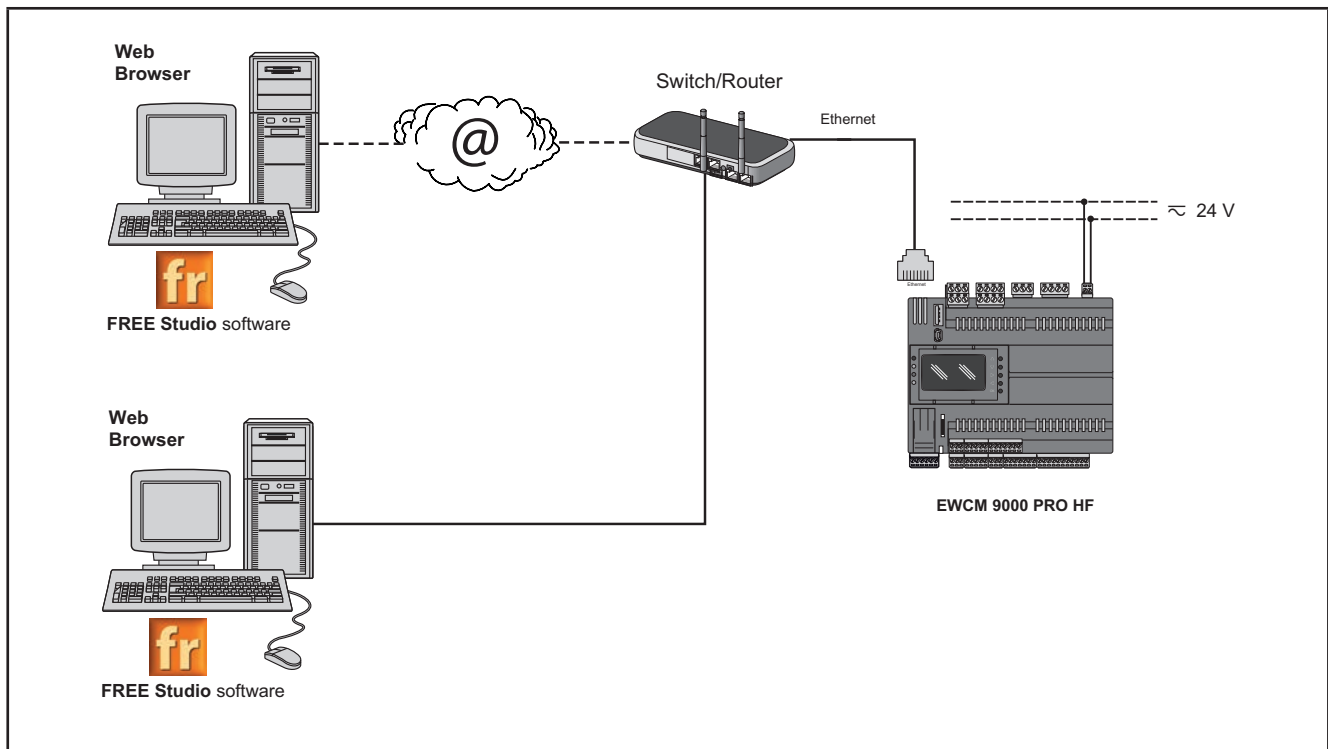 Web
Browser
@
fr
FREE Studio software
Switch/Router
Ethernet
24 V
Ethernet
EWCM 9000 PRO HF
Web
Browser
fr
FREE Studio software